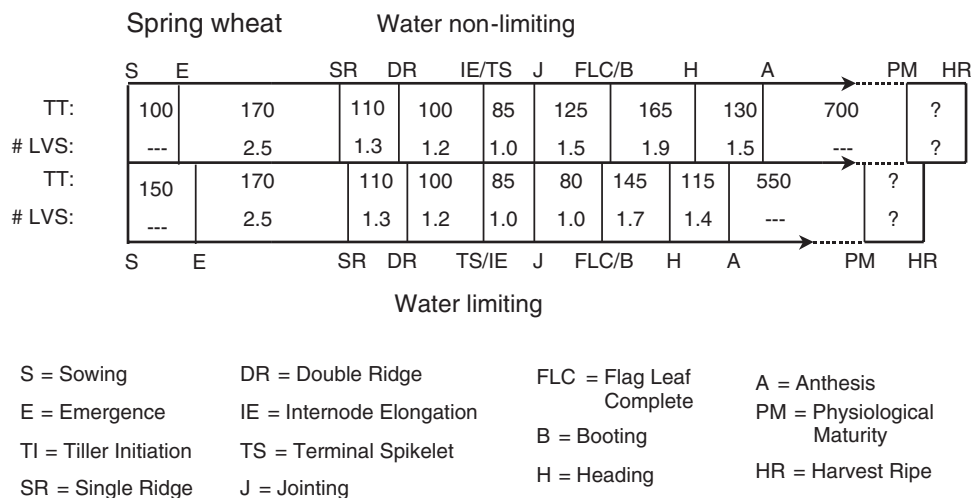 Spring wheat Water non-limiting
S E SR DR IE/TS J FLC/B H A PM HR
TT: 100 170 110 100 85 125 165 130 700 ?
# LVS: --- 2.5 1.3 1.2 1.0 1.5 1.9 1.5 --- ?
TT: 150 170 110 100 85 80 145 115 550 ?
# LVS: --- 2.5 1.3 1.2 1.0 1.0 1.7 1.4 --- ?
S E SR DR TS/IE J FLC/B H A PM HR
Water limiting
S = Sowing
E = Emergence
TI = Tiller Initiation
SR = Single Ridge
DR = Double Ridge
IE = Internode Elongation
TS = Terminal Spikelet
J = Jointing
FLC = Flag Leaf
Complete
B = Booting
H = Heading
A = Anthesis
PM = Physiological
Maturity
HR = Harvest Ripe